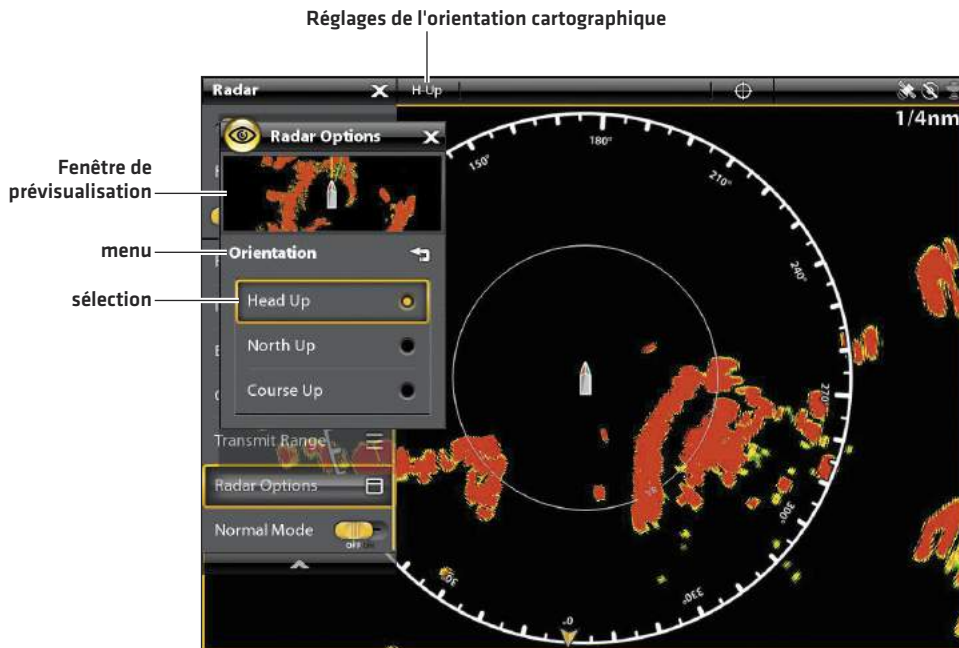 Réglages de l'orientation cartographique
Radar
H-Up
1/4nm
Radar Options
Fenêtre de
prévisualisation
menu
Orientation
sélection
Head Up
North Up
Course Up
Transmit Range
Radar Options
Normal Mode
OFF
150°
180°
210°
240°
270°
300°
330°
0°
30°